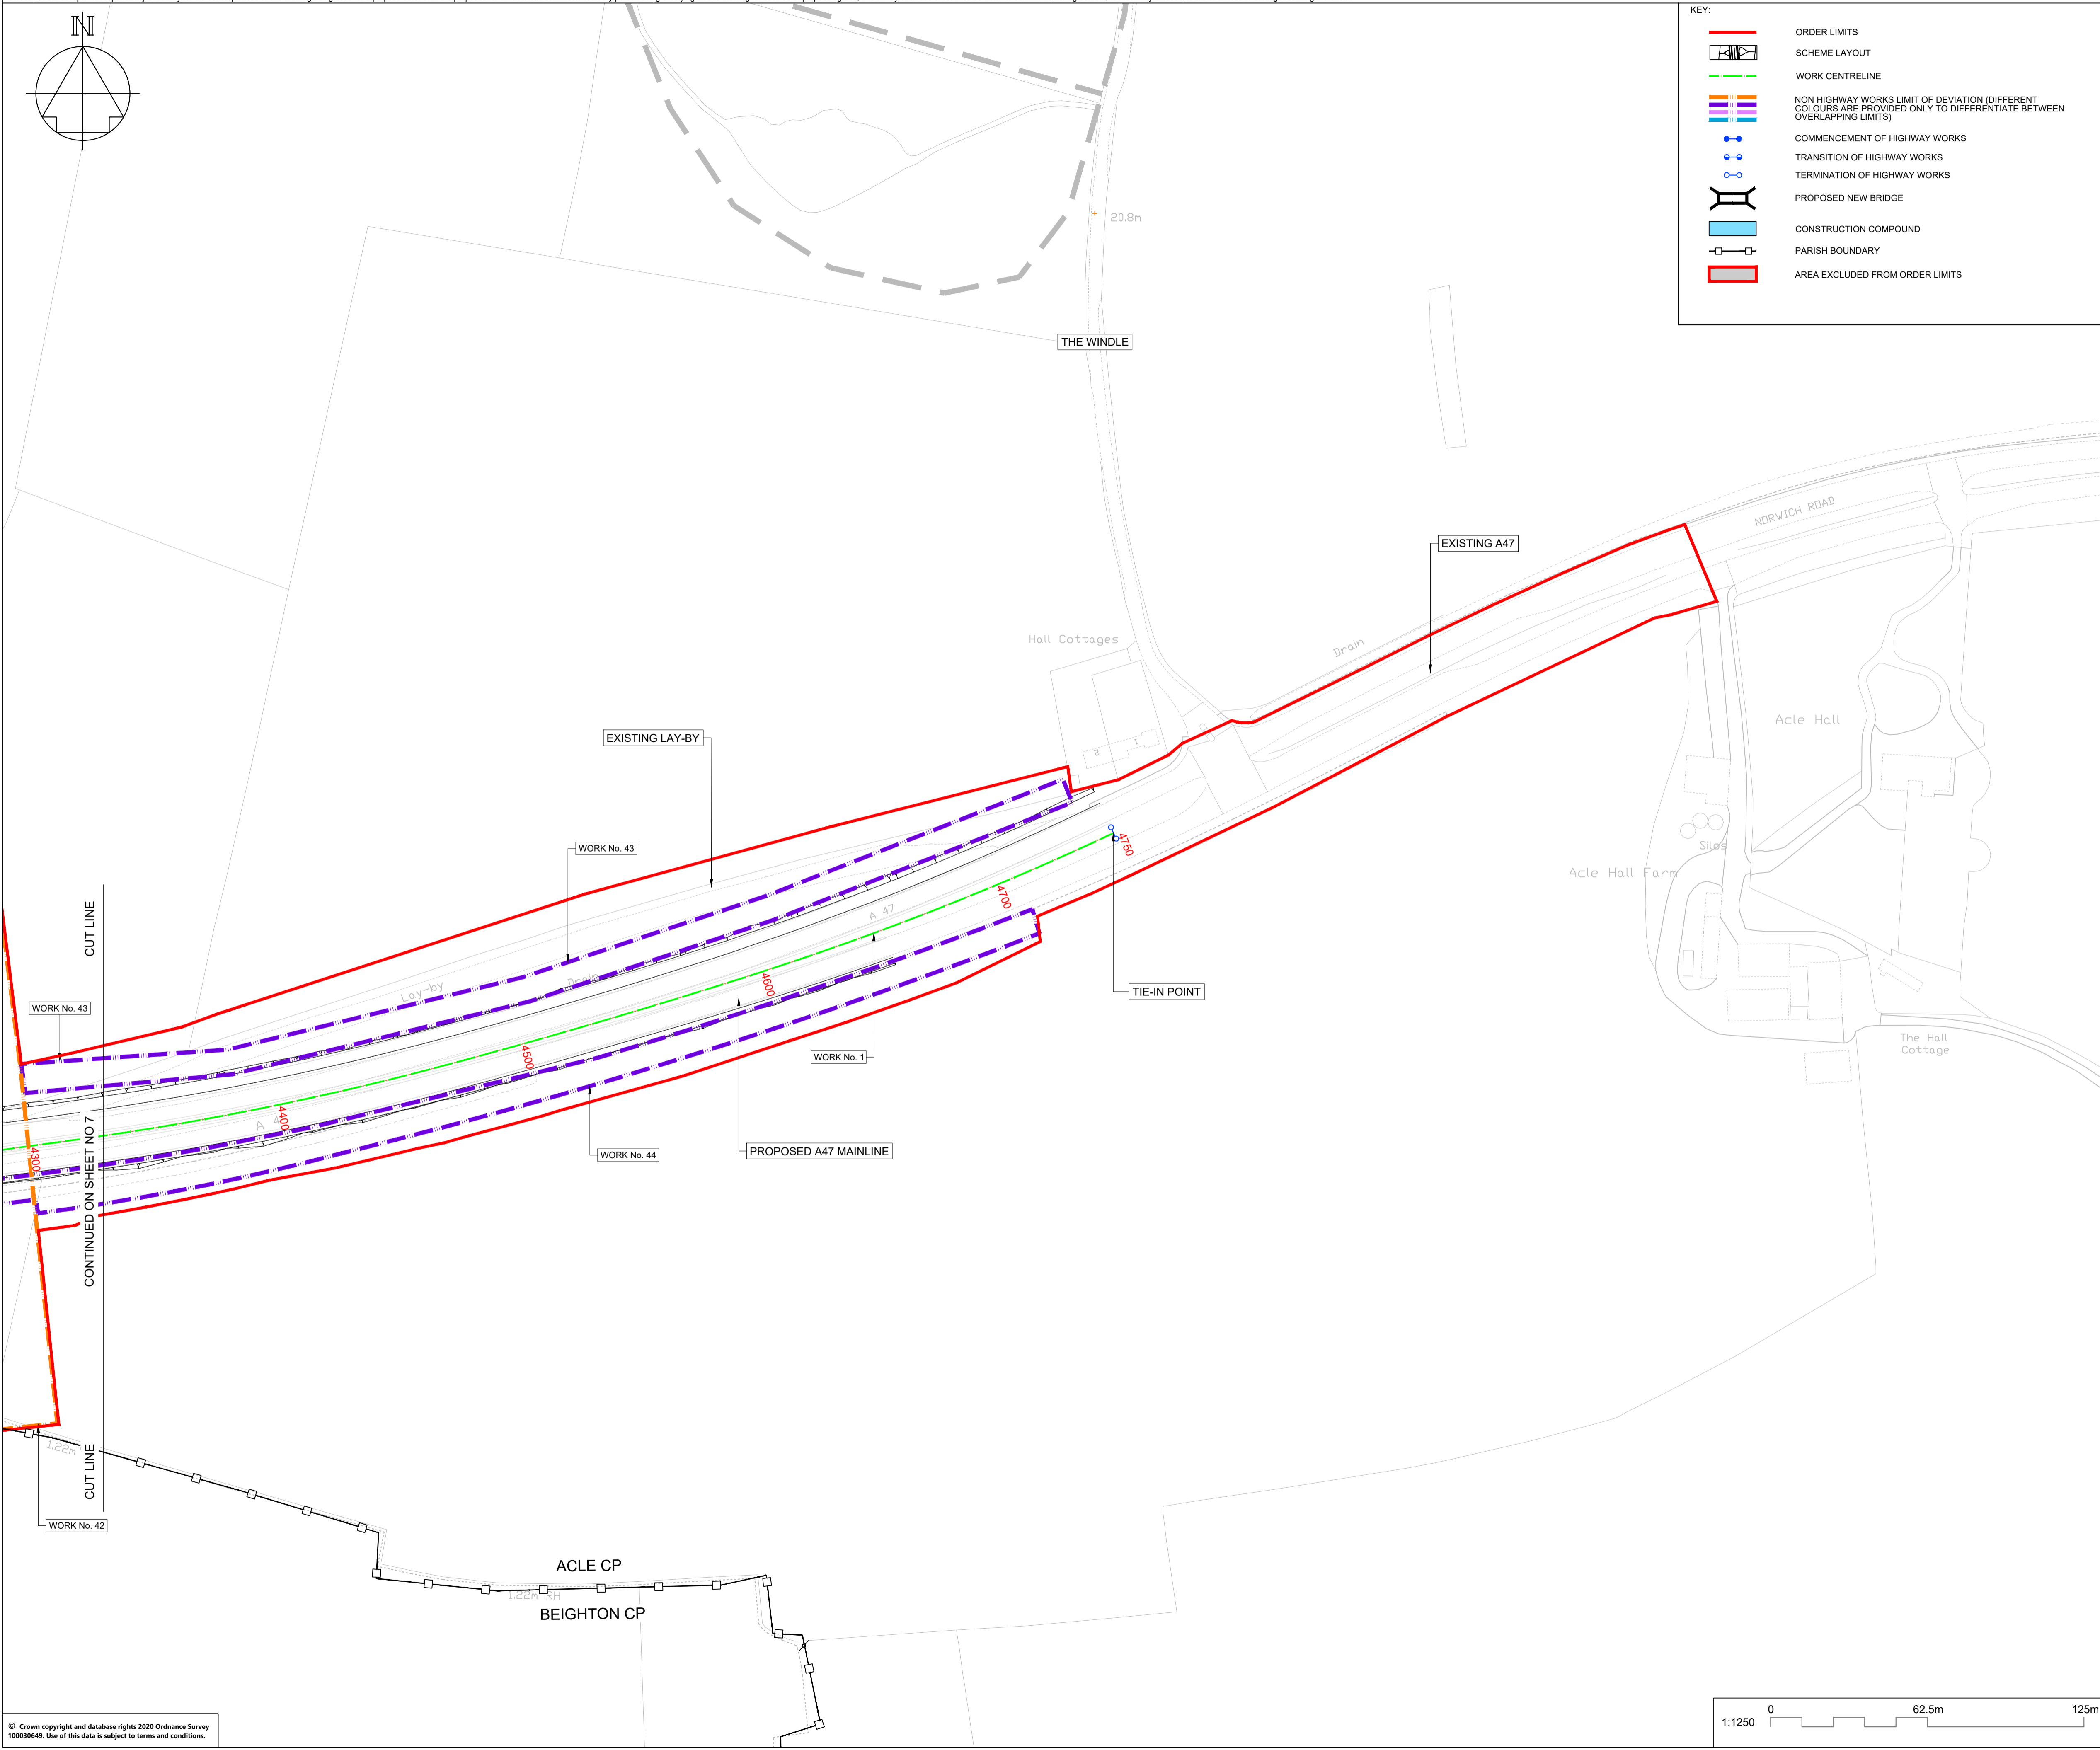 N
KEY:
ORDER LIMITS
SCHEME LAYOUT
WORK CENTRELINE
NON HIGHWAY WORKS LIMIT OF DEVIATION (DIFFERENT
COLOURS ARE PROVIDED ONLY TO DIFFERENTIATE BETWEEN
OVERLAPPING LIMITS)
COMMENCEMENT OF HIGHWAY WORKS
TRANSITION OF HIGHWAY WORKS
TERMINATION OF HIGHWAY WORKS
PROPOSED NEW BRIDGE
CONSTRUCTION COMPOUND
PARISH BOUNDARY
AREA EXCLUDED FROM ORDER LIMITS
20.8m
THE WINDLE
NORWICH ROAD
EXISTING A47
Hall Cottages
Drain
Acle Hall
EXISTING LAY-BY
2
1
4750
WORK No. 43
Silos
Acle Hall Farm
4700
A 47
CUT LINE
Drain
4600
Lay-by
TIE-IN POINT
WORK No. 43
The Hall
Cottage
4500
WORK No. 1
4400
A 4
4300
CONTINUED ON SHEET NO 7
WORK No. 44
PROPOSED A47 MAINLINE
1.22m
CUT LINE
WORK No. 42
ACLE CP
1.22m RH
BEIGHTON CP
© Crown copyright and database rights 2020 Ordnance Survey
100030649. Use of this data is subject to terms and conditions.
1:1250
0
62.5m
125m